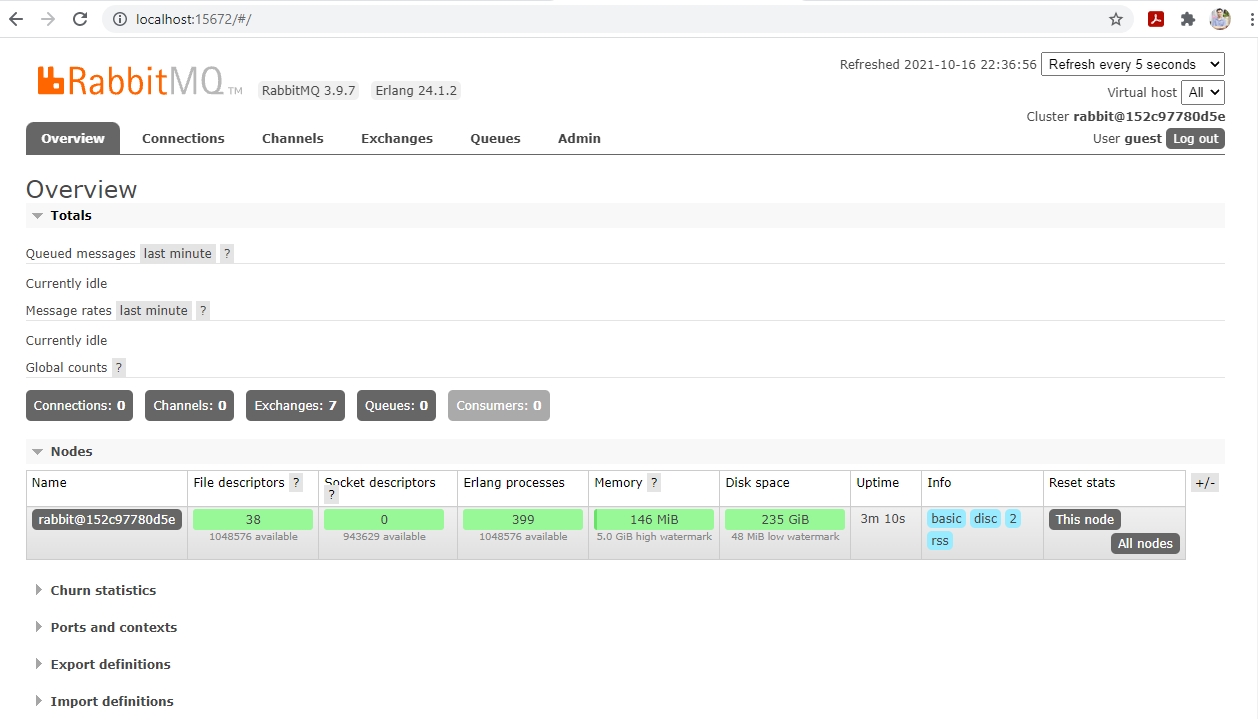 localhost:15672/#/
RabbitMQ TM RabbitMQ 3.9.7 Erlang 24.1.2
Refreshed 2021-10-16 22:36:56 Refresh every 5 seconds
Virtual host All
Cluster rabbit@152c97780d5e
User guest Log out
Overview Connections Channels Exchanges Queues Admin
Overview
Totals
Queued messages last minute ?
Currently idle
Message rates last minute ?
Currently idle
Global counts ?
Connections: 0 Channels: 0 Exchanges: 7 Queues: 0 Consumers: 0
Nodes
Name File descriptors ? Socket descriptors ? Erlang processes Memory ? Disk space Uptime Info Reset stats +/-
rabbit@152c97780d5e 38 0 399 146 MiB 235 GiB 3m 10s basic disc 2 This node
1048576 available 943629 available 1048576 available 5.0 GiB high watermark 48 MiB low watermark rss All nodes
Churn statistics
Ports and contexts
Export definitions
Import definitions